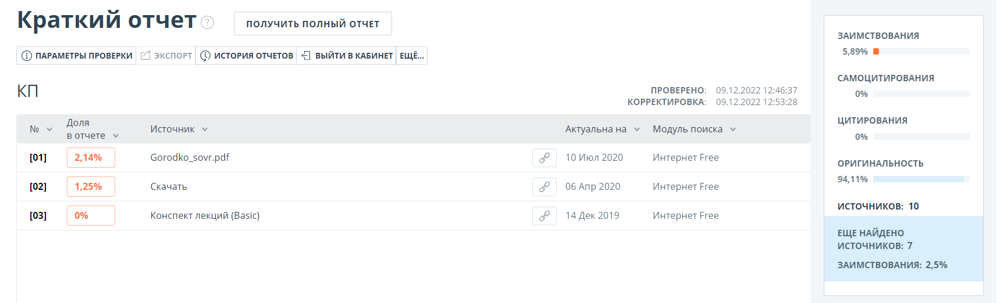 Краткий отчет
ПОЛУЧИТЬ ПОЛНЫЙ ОТЧЕТ
ПАРАМЕТРЫ ПРОВЕРКИ ЭКСПОРТ ИСТОРИЯ ОТЧЕТОВ ВЫЙТИ В КАБИНЕТ ЕЩЁ...
КП
ПРОВЕРЕНО: 09.12.2022 12:46:37
КОРРЕКТИРОВКА: 09.12.2022 12:53:28
№ Доля в отчете Источник Актуальна на Модуль поиска
[01] 2,14% Gorodko_sovr.pdf 10 Июл 2020 Интернет Free
[02] 1,25% Скачать 06 Апр 2020 Интернет Free
[03] 0% Конспект лекций (Basic) 14 Дек 2019 Интернет Free
ЗАИМСТВОВАНИЯ
5,89%
САМОЦИТИРОВАНИЯ
0%
ЦИТИРОВАНИЯ
0%
ОРИГИНАЛЬНОСТЬ
94,11%
ИСТОЧНИКОВ: 10
ЕЩЕ НАЙДЕНО
ИСТОЧНИКОВ: 7
ЗАИМСТВОВАНИЯ: 2,5%